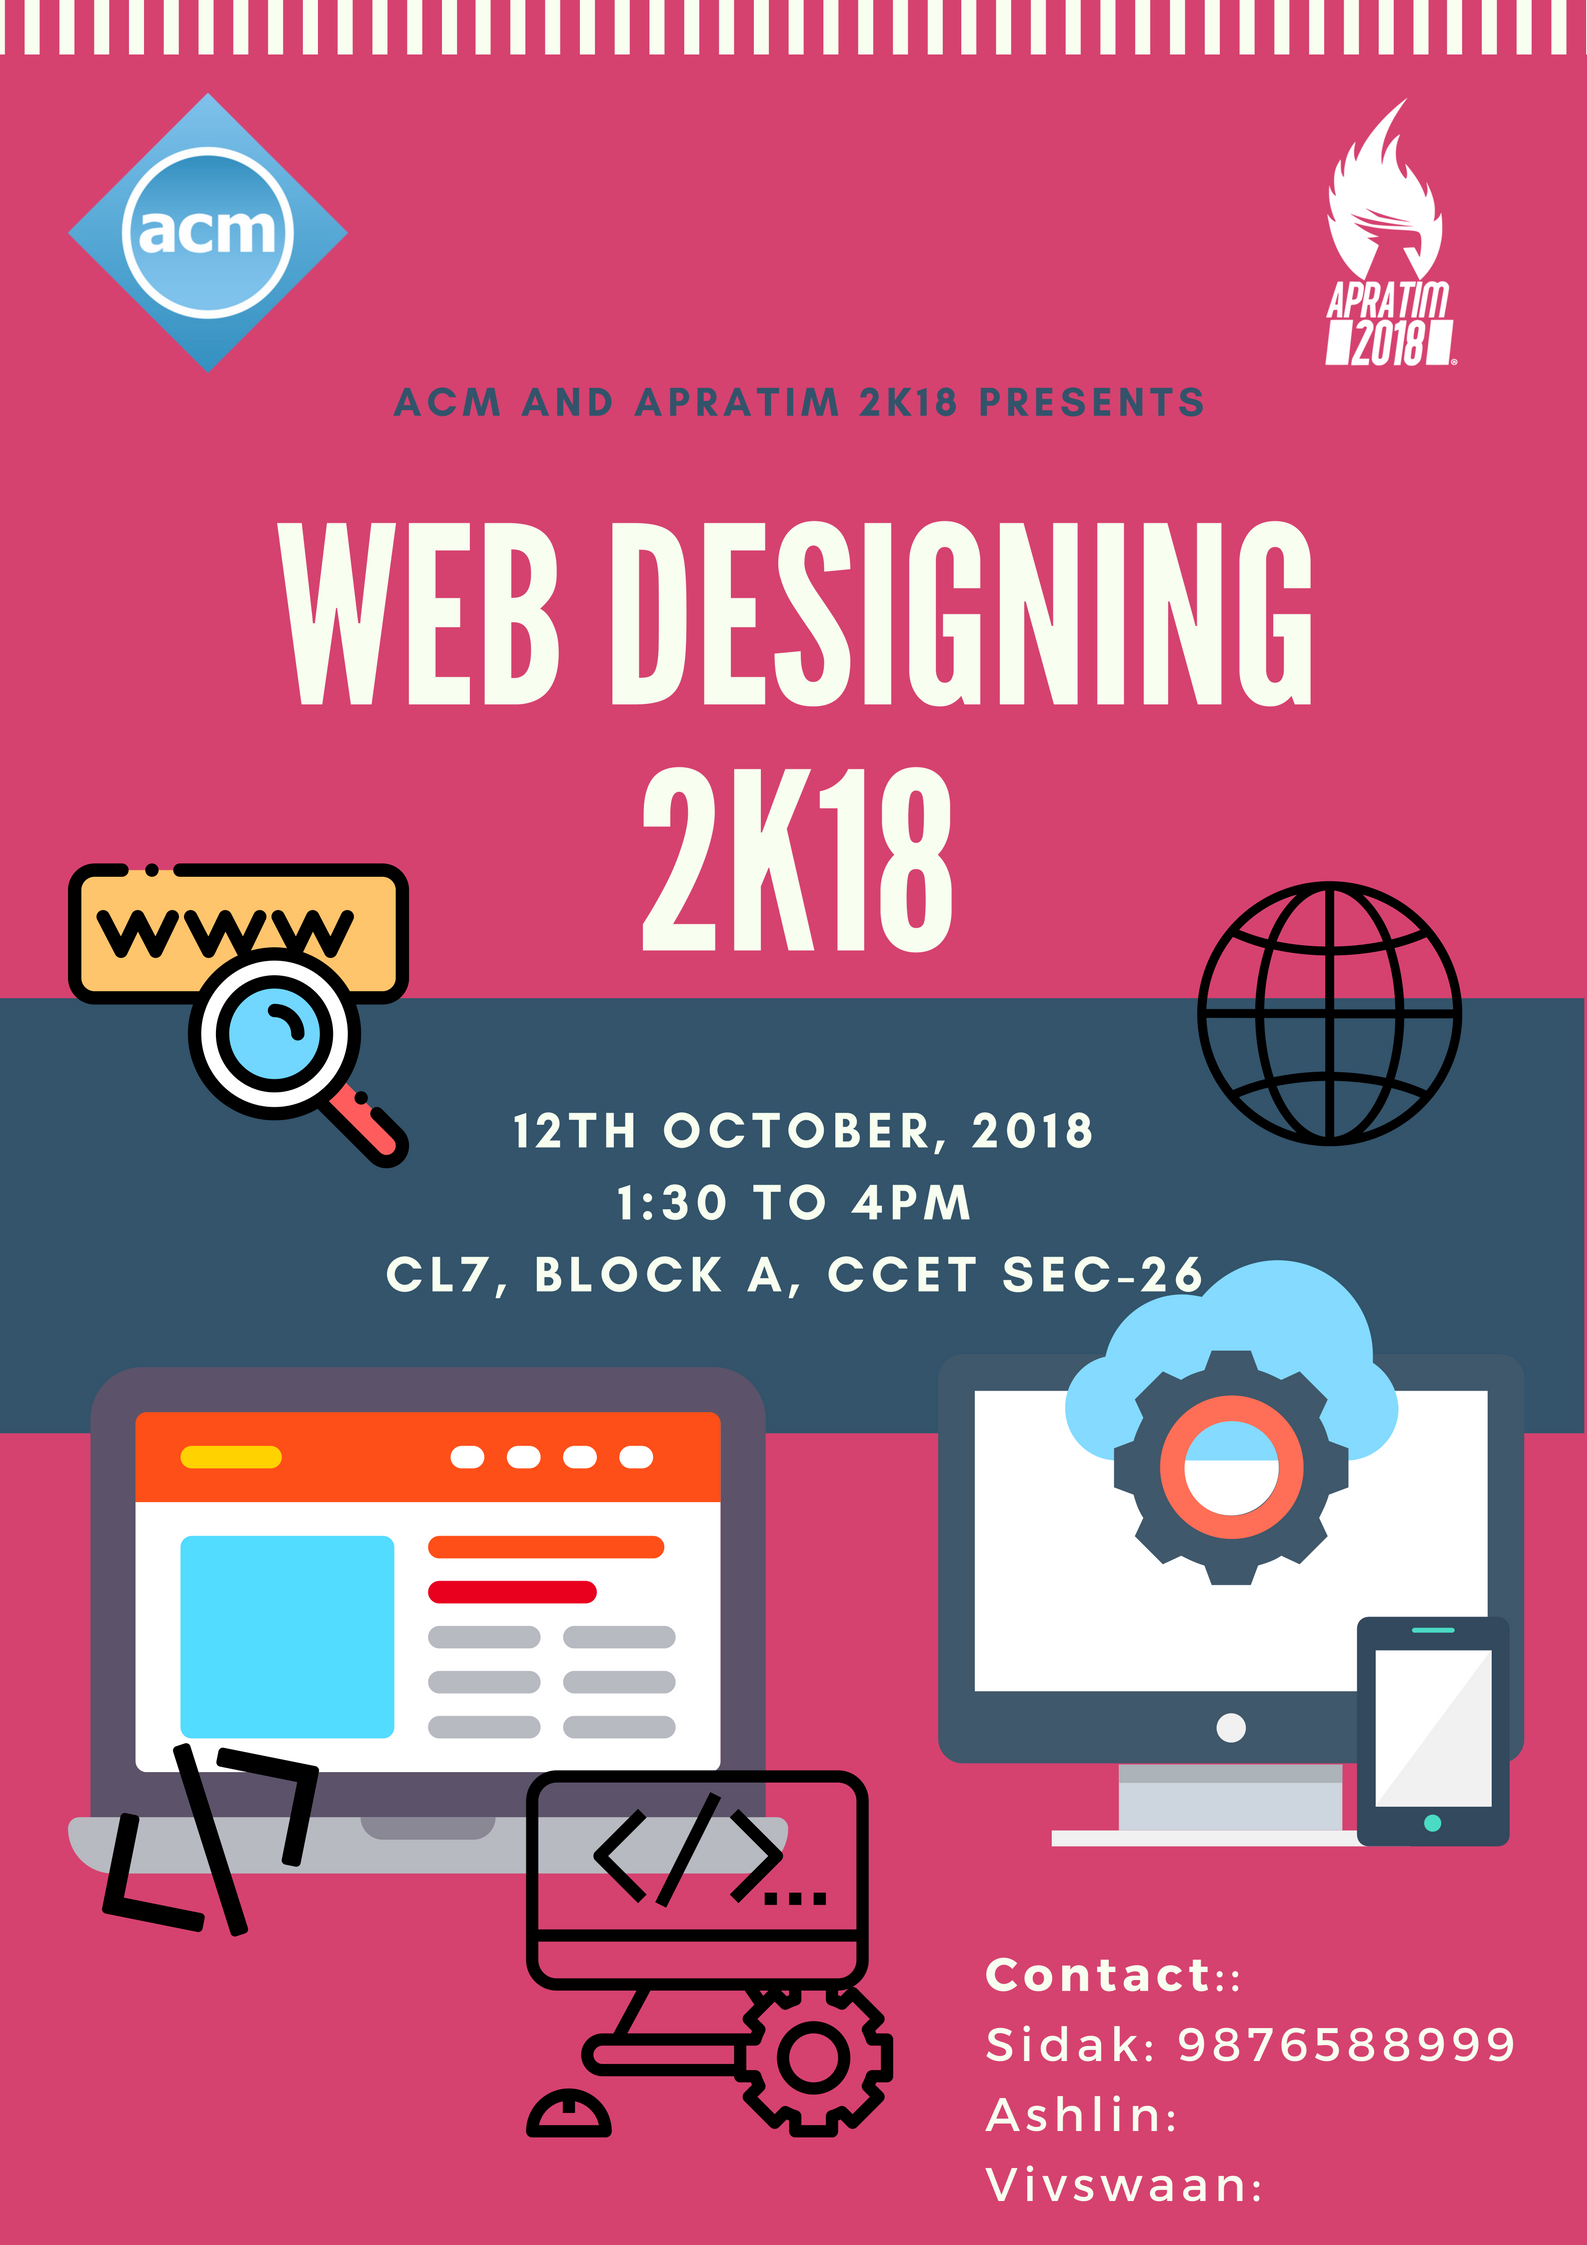 acm
APRATIM
2018
ACM AND APRATIM 2K18 PRESENTS
WEB DESIGNING
2K18
www
12TH OCTOBER, 2018
1:30 TO 4PM
CL7, BLOCK A, CCET SEC-26
</>
</>...
Contact::
Sidak: 9876588999
Ashlin:
Vivswaan: